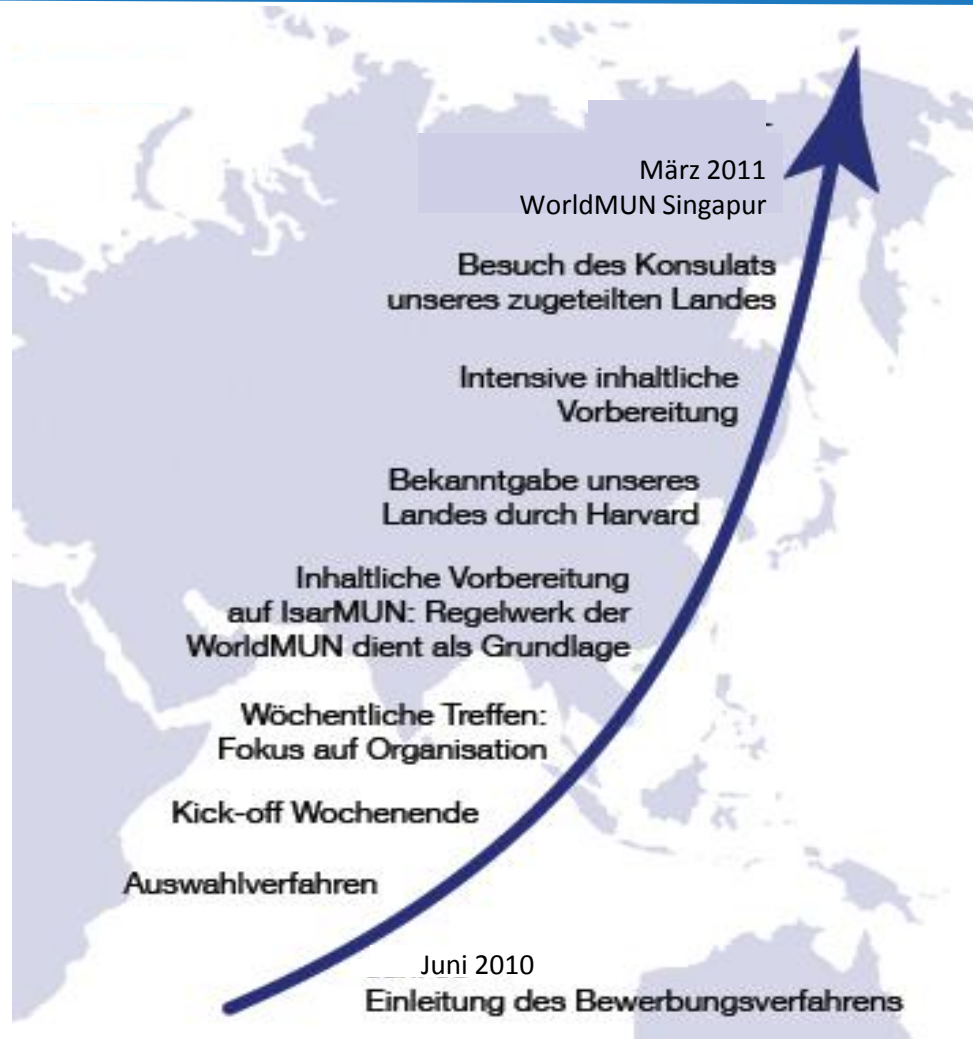 März 2011
WorldMUN Singapur
Besuch des Konsulats
unseres zugeteilten Landes
Intensive inhaltliche
Vorbereitung
Bekanntgabe unseres
Landes durch Harvard
Inhaltliche Vorbereitung
auf IsarMUN: Regelwerk der
WorldMUN dient als Grundlage
Wöchentliche Treffen:
Fokus auf Organisation
Kick-off Wochenende
Auswahlverfahren
Juni 2010
Einleitung des Bewerbungsverfahrens